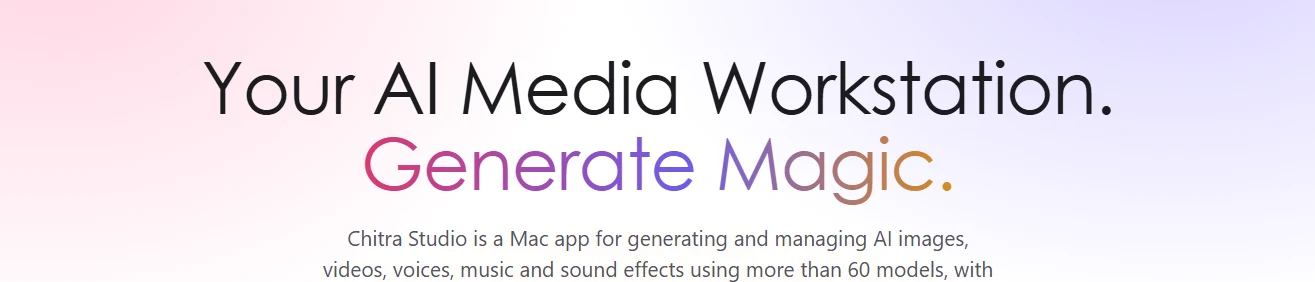 Your AI Media Workstation.
Generate Magic.
Chitra Studio is a Mac app for generating and managing AI images,
videos, voices, music and sound effects using more than 60 models, with